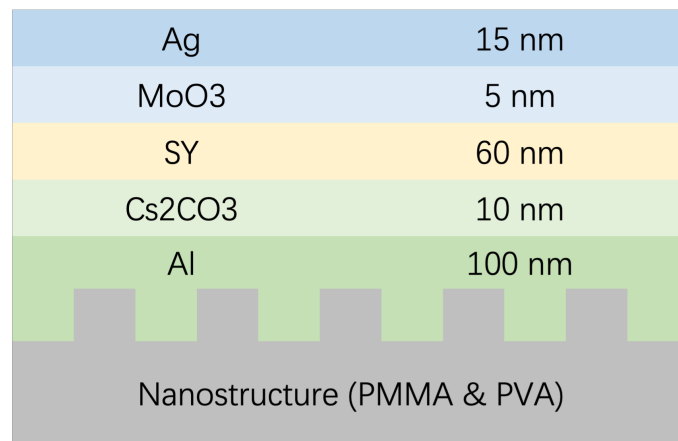 Ag 15 nm
MoO3 5 nm
SY 60 nm
Cs2CO3 10 nm
Al 100 nm
Nanostructure (PMMA & PVA)